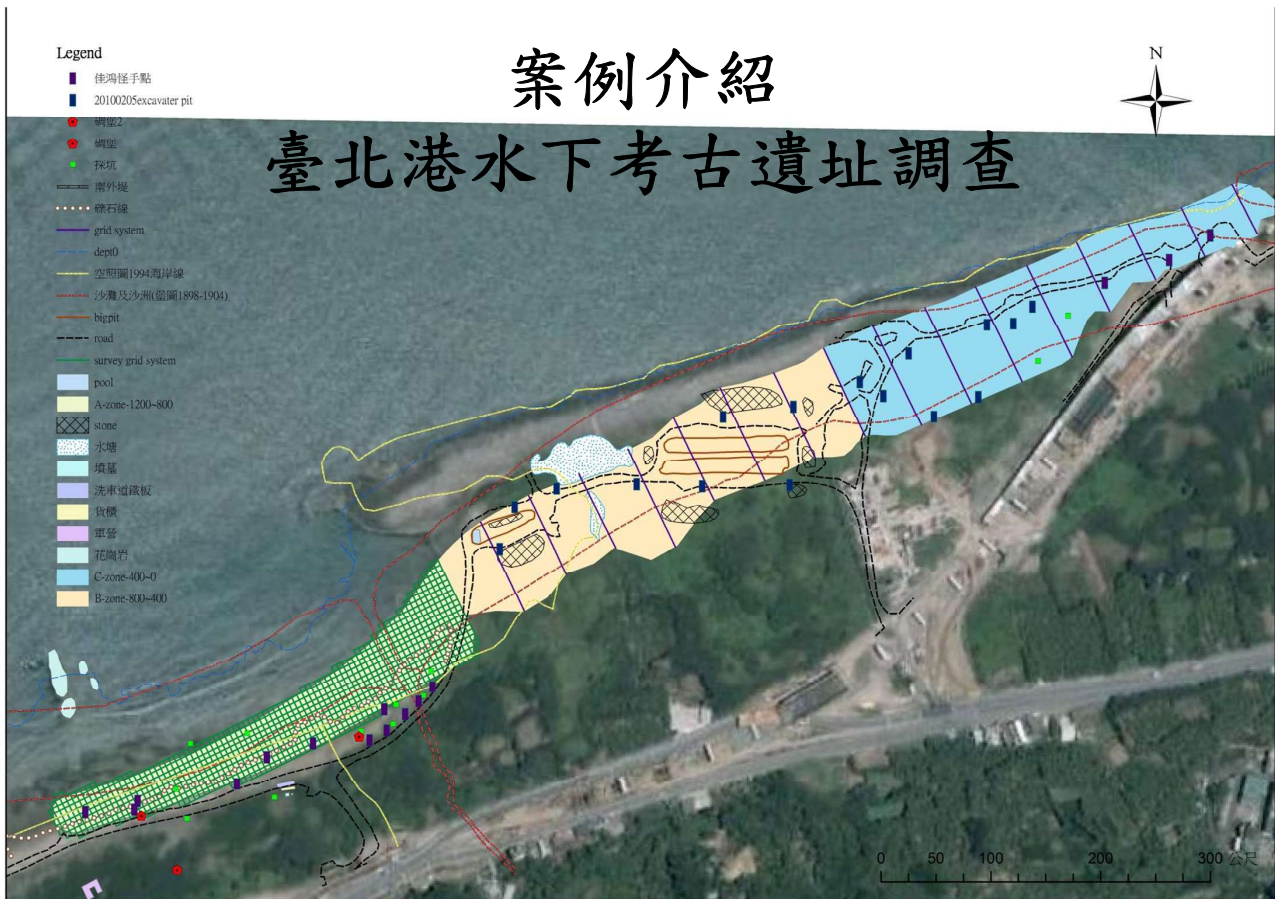 案例介紹
臺北港水下考古遺址調查
N
Legend
佳鴻怪手點
20100205excavater pit
碉堡2
碉堡
探坑
南外堤
礫石線
grid system
dept0
空照圖1994海岸線
沙灘及沙洲(堡圖1898-1904)
bigpit
road
survey grid system
pool
A-zone-1200~800
stone
水塘
墳墓
洗車道鐵板
貨櫃
軍營
花崗岩
C-zone-400~0
B-zone-800~400
0 50 100 200 300 公尺